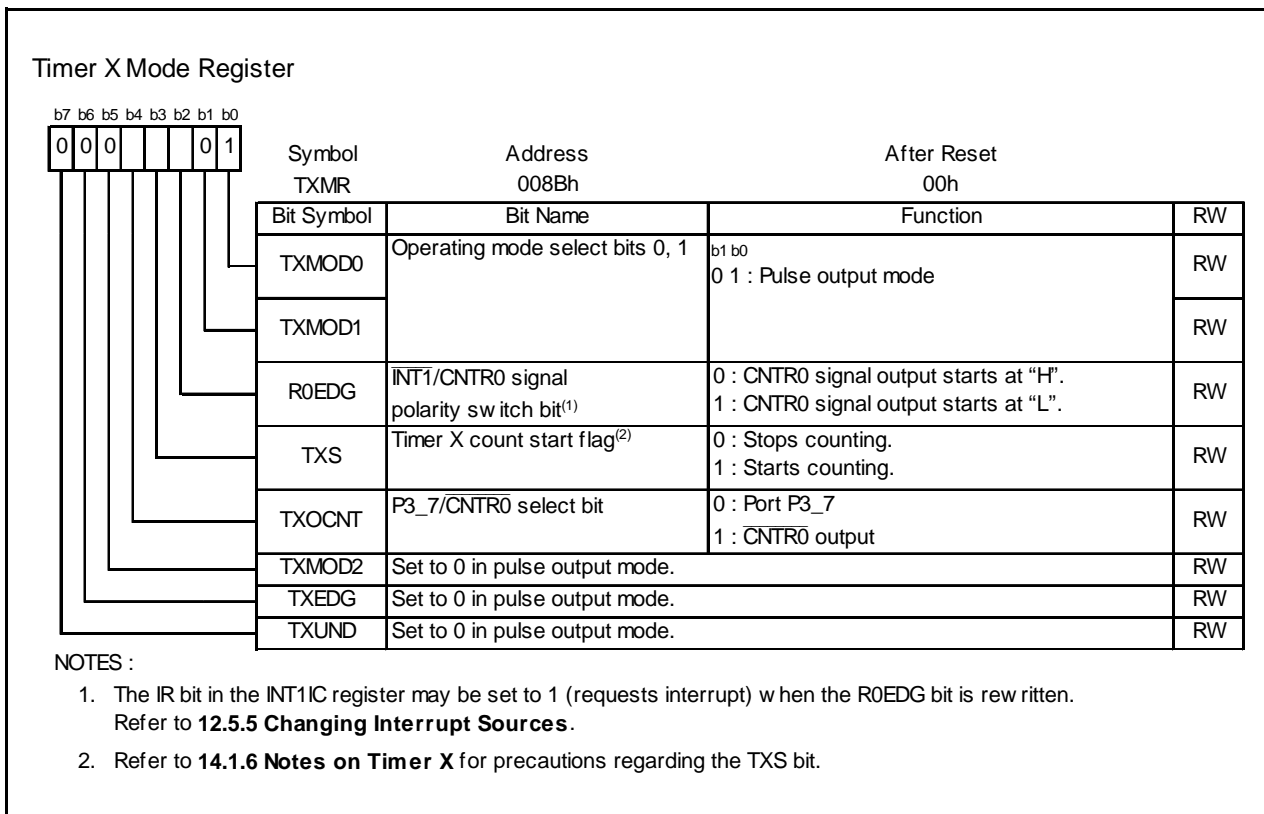 Timer X Mode Register
b7 b6 b5 b4 b3 b2 b1 b0
0 0 0 0 1
Symbol Address After Reset
TXMR 008Bh 00h
Bit Symbol Bit Name Function RW
TXMOD0 Operating mode select bits 0, 1 b1 b0
0 1 : Pulse output mode RW
TXMOD1 RW
R0EDG INT1/CNTR0 signal
polarity switch bit(1) 0 : CNTR0 signal output starts at “H”.
1 : CNTR0 signal output starts at “L”. RW
TXS Timer X count start flag(2) 0 : Stops counting.
1 : Starts counting. RW
TXOCNT P3_7/CNTR0 select bit 0 : Port P3_7
1 : CNTR0 output RW
TXMOD2 Set to 0 in pulse output mode. RW
TXEDG Set to 0 in pulse output mode. RW
TXUND Set to 0 in pulse output mode. RW
NOTES :
1. The IR bit in the INT1IC register may be set to 1 (requests interrupt) when the R0EDG bit is rewritten.
Refer to 12.5.5 Changing Interrupt Sources.
2. Refer to 14.1.6 Notes on Timer X for precautions regarding the TXS bit.